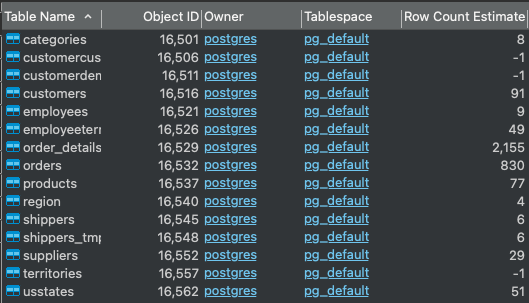 Table Name Object ID Owner Tablespace Row Count Estimate
categories 16,501 postgres pg_default 8
customercus 16,506 postgres pg_default -1
customerden 16,511 postgres pg_default -1
customers 16,516 postgres pg_default 91
employees 16,521 postgres pg_default 9
employeeterr 16,526 postgres pg_default 49
order_details 16,529 postgres pg_default 2,155
orders 16,532 postgres pg_default 830
products 16,537 postgres pg_default 77
region 16,540 postgres pg_default 4
shippers 16,545 postgres pg_default 6
shippers_tmp 16,548 postgres pg_default 6
suppliers 16,552 postgres pg_default 29
territories 16,557 postgres pg_default -1
usstates 16,562 postgres pg_default 51